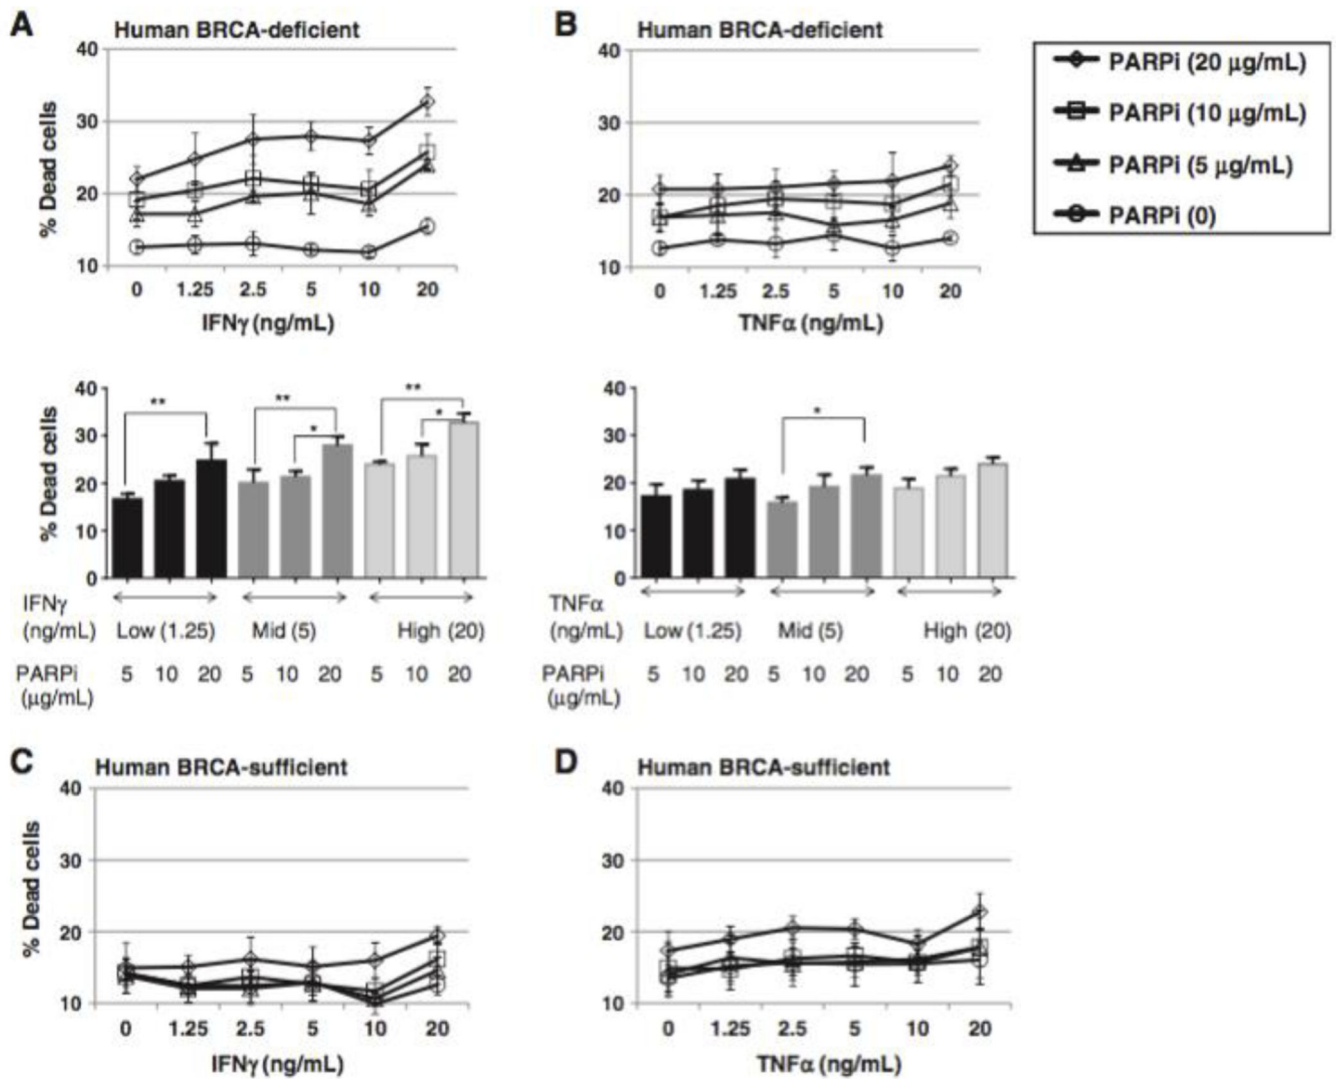 A Human BRCA-deficient
40
30
20
10
% Dead cells
0 1.25 2.5 5 10 20
IFNγ (ng/mL)
B Human BRCA-deficient
40
30
20
10
0 1.25 2.5 5 10 20
TNFα (ng/mL)
PARPi (20 μg/mL)
PARPi (10 μg/mL)
PARPi (5 μg/mL)
PARPi (0)
40
30
20
10
0
% Dead cells
** ** * ** *
IFNγ
(ng/mL) Low (1.25) Mid (5) High (20)
PARPi 5 10 20 5 10 20 5 10 20
(μg/mL)
40
30
20
10
0
*
TNFα
(ng/mL) Low (1.25) Mid (5) High (20)
PARPi 5 10 20 5 10 20 5 10 20
(μg/mL)
C Human BRCA-sufficient
40
30
20
10
% Dead cells
0 1.25 2.5 5 10 20
IFNγ (ng/mL)
D Human BRCA-sufficient
40
30
20
10
0 1.25 2.5 5 10 20
TNFα (ng/mL)